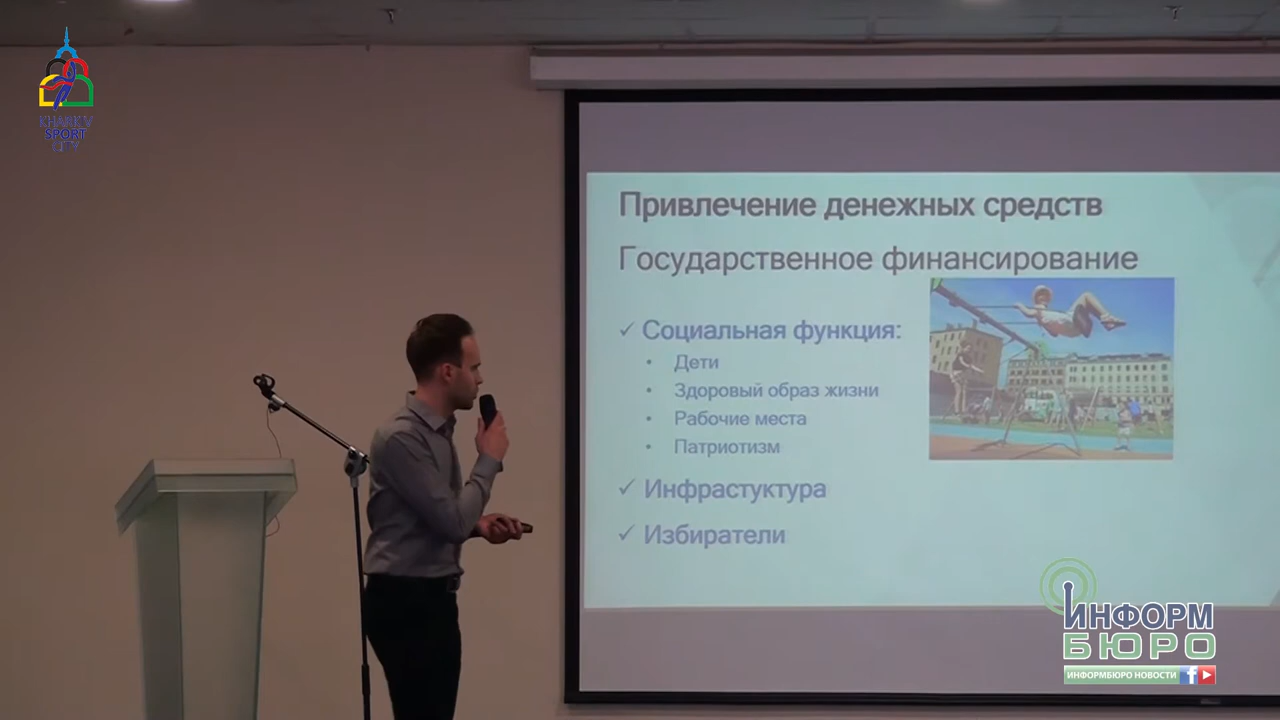 KHARKIV
SPORT
CITY
Привлечение денежных средств
Государственное финансирование
✓ Социальная функция:
• Дети
• Здоровый образ жизни
• Рабочие места
• Патриотизм
✓ Инфрастуктура
✓ Избиратели
ИНФОРМ
БЮРО
ИНФОРМБЮРО НОВОСТИ f